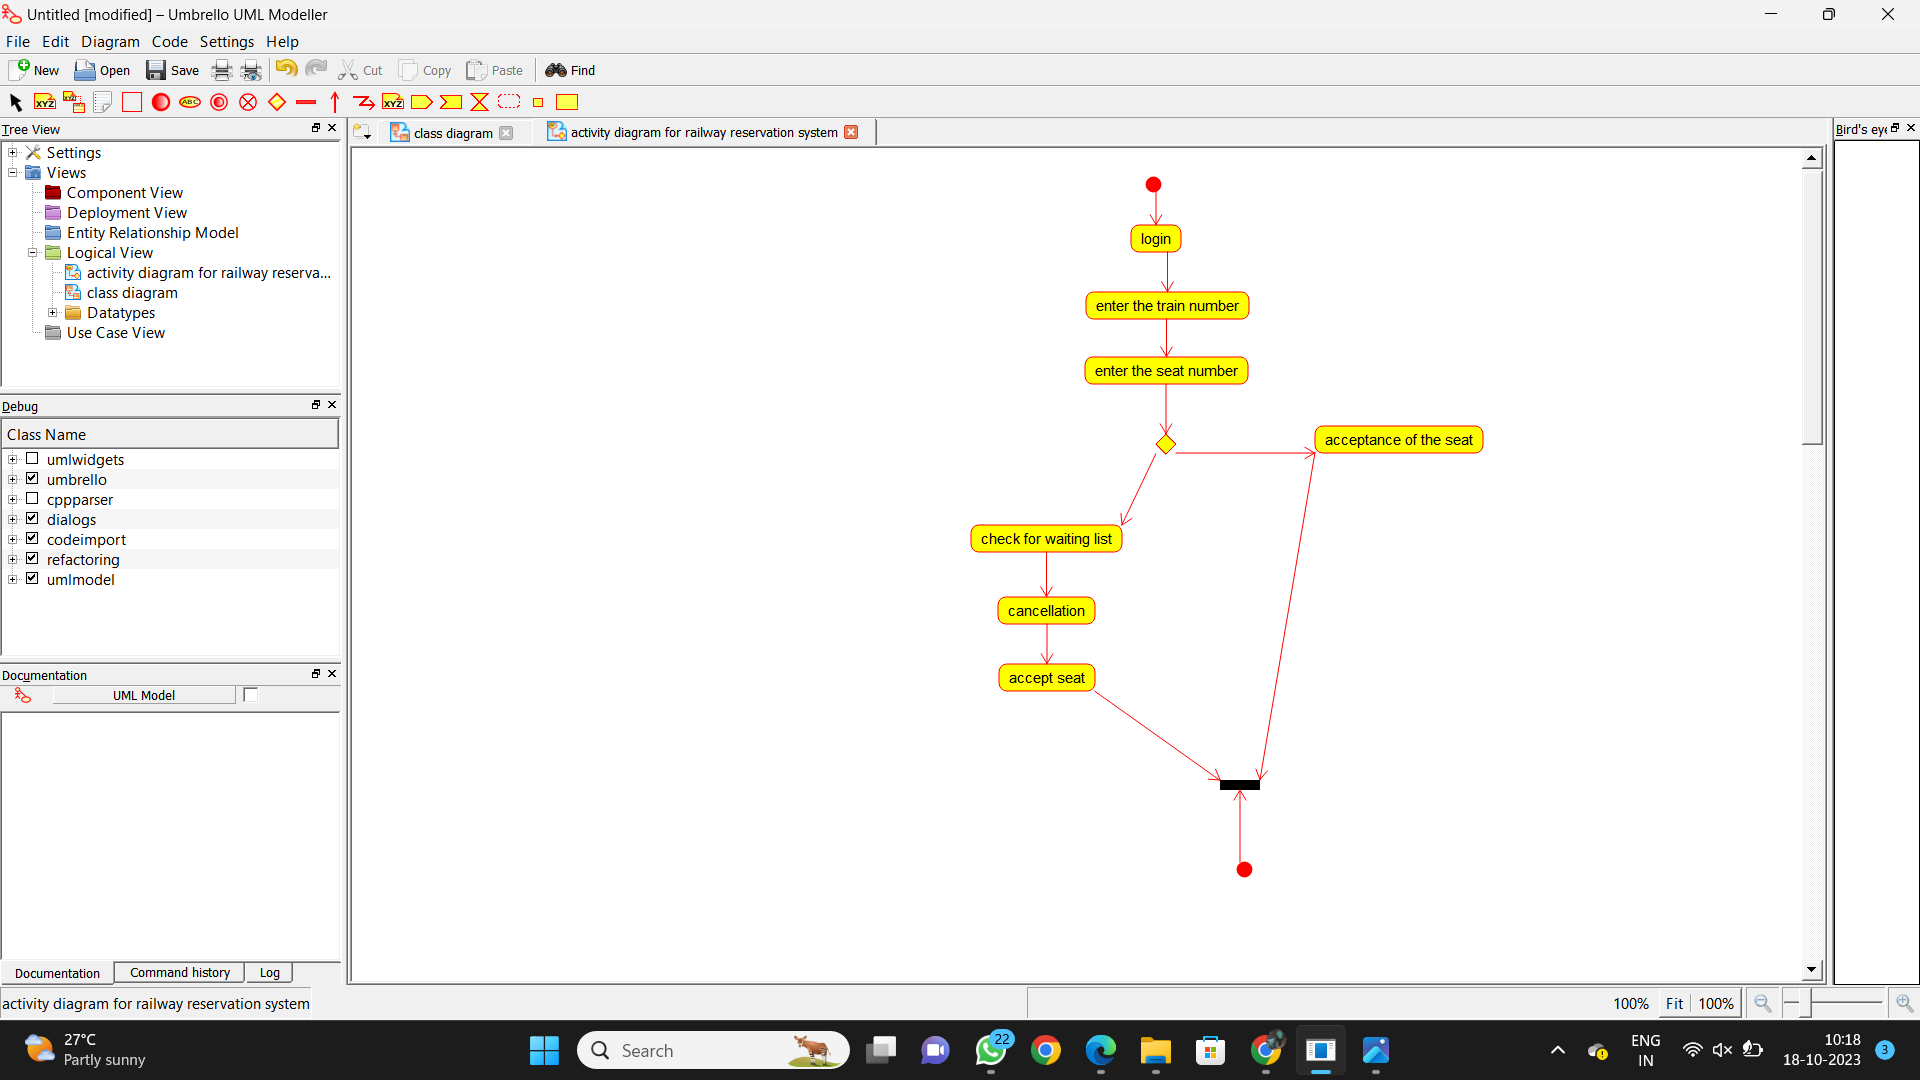 Untitled [modified] – Umbrello UML Modeller
File Edit Diagram Code Settings Help
New Open Save Cut Copy Paste Find
XYZ XYZ ABC XYZ
Tree View
class diagram
activity diagram for railway reservation system
Bird's eye
Settings
Views
Component View
Deployment View
Entity Relationship Model
Logical View
activity diagram for railway reserva...
class diagram
Datatypes
Use Case View
Debug
Class Name
umlwidgets
umbrello
cppparser
dialogs
codeimport
refactoring
umlmodel
Documentation
UML Model
Documentation Command history Log
login
enter the train number
enter the seat number
acceptance of the seat
check for waiting list
cancellation
accept seat
activity diagram for railway reservation system
100% Fit 100%
27°C
Partly sunny
Search
22
ENG
IN
10:18
18-10-2023
3